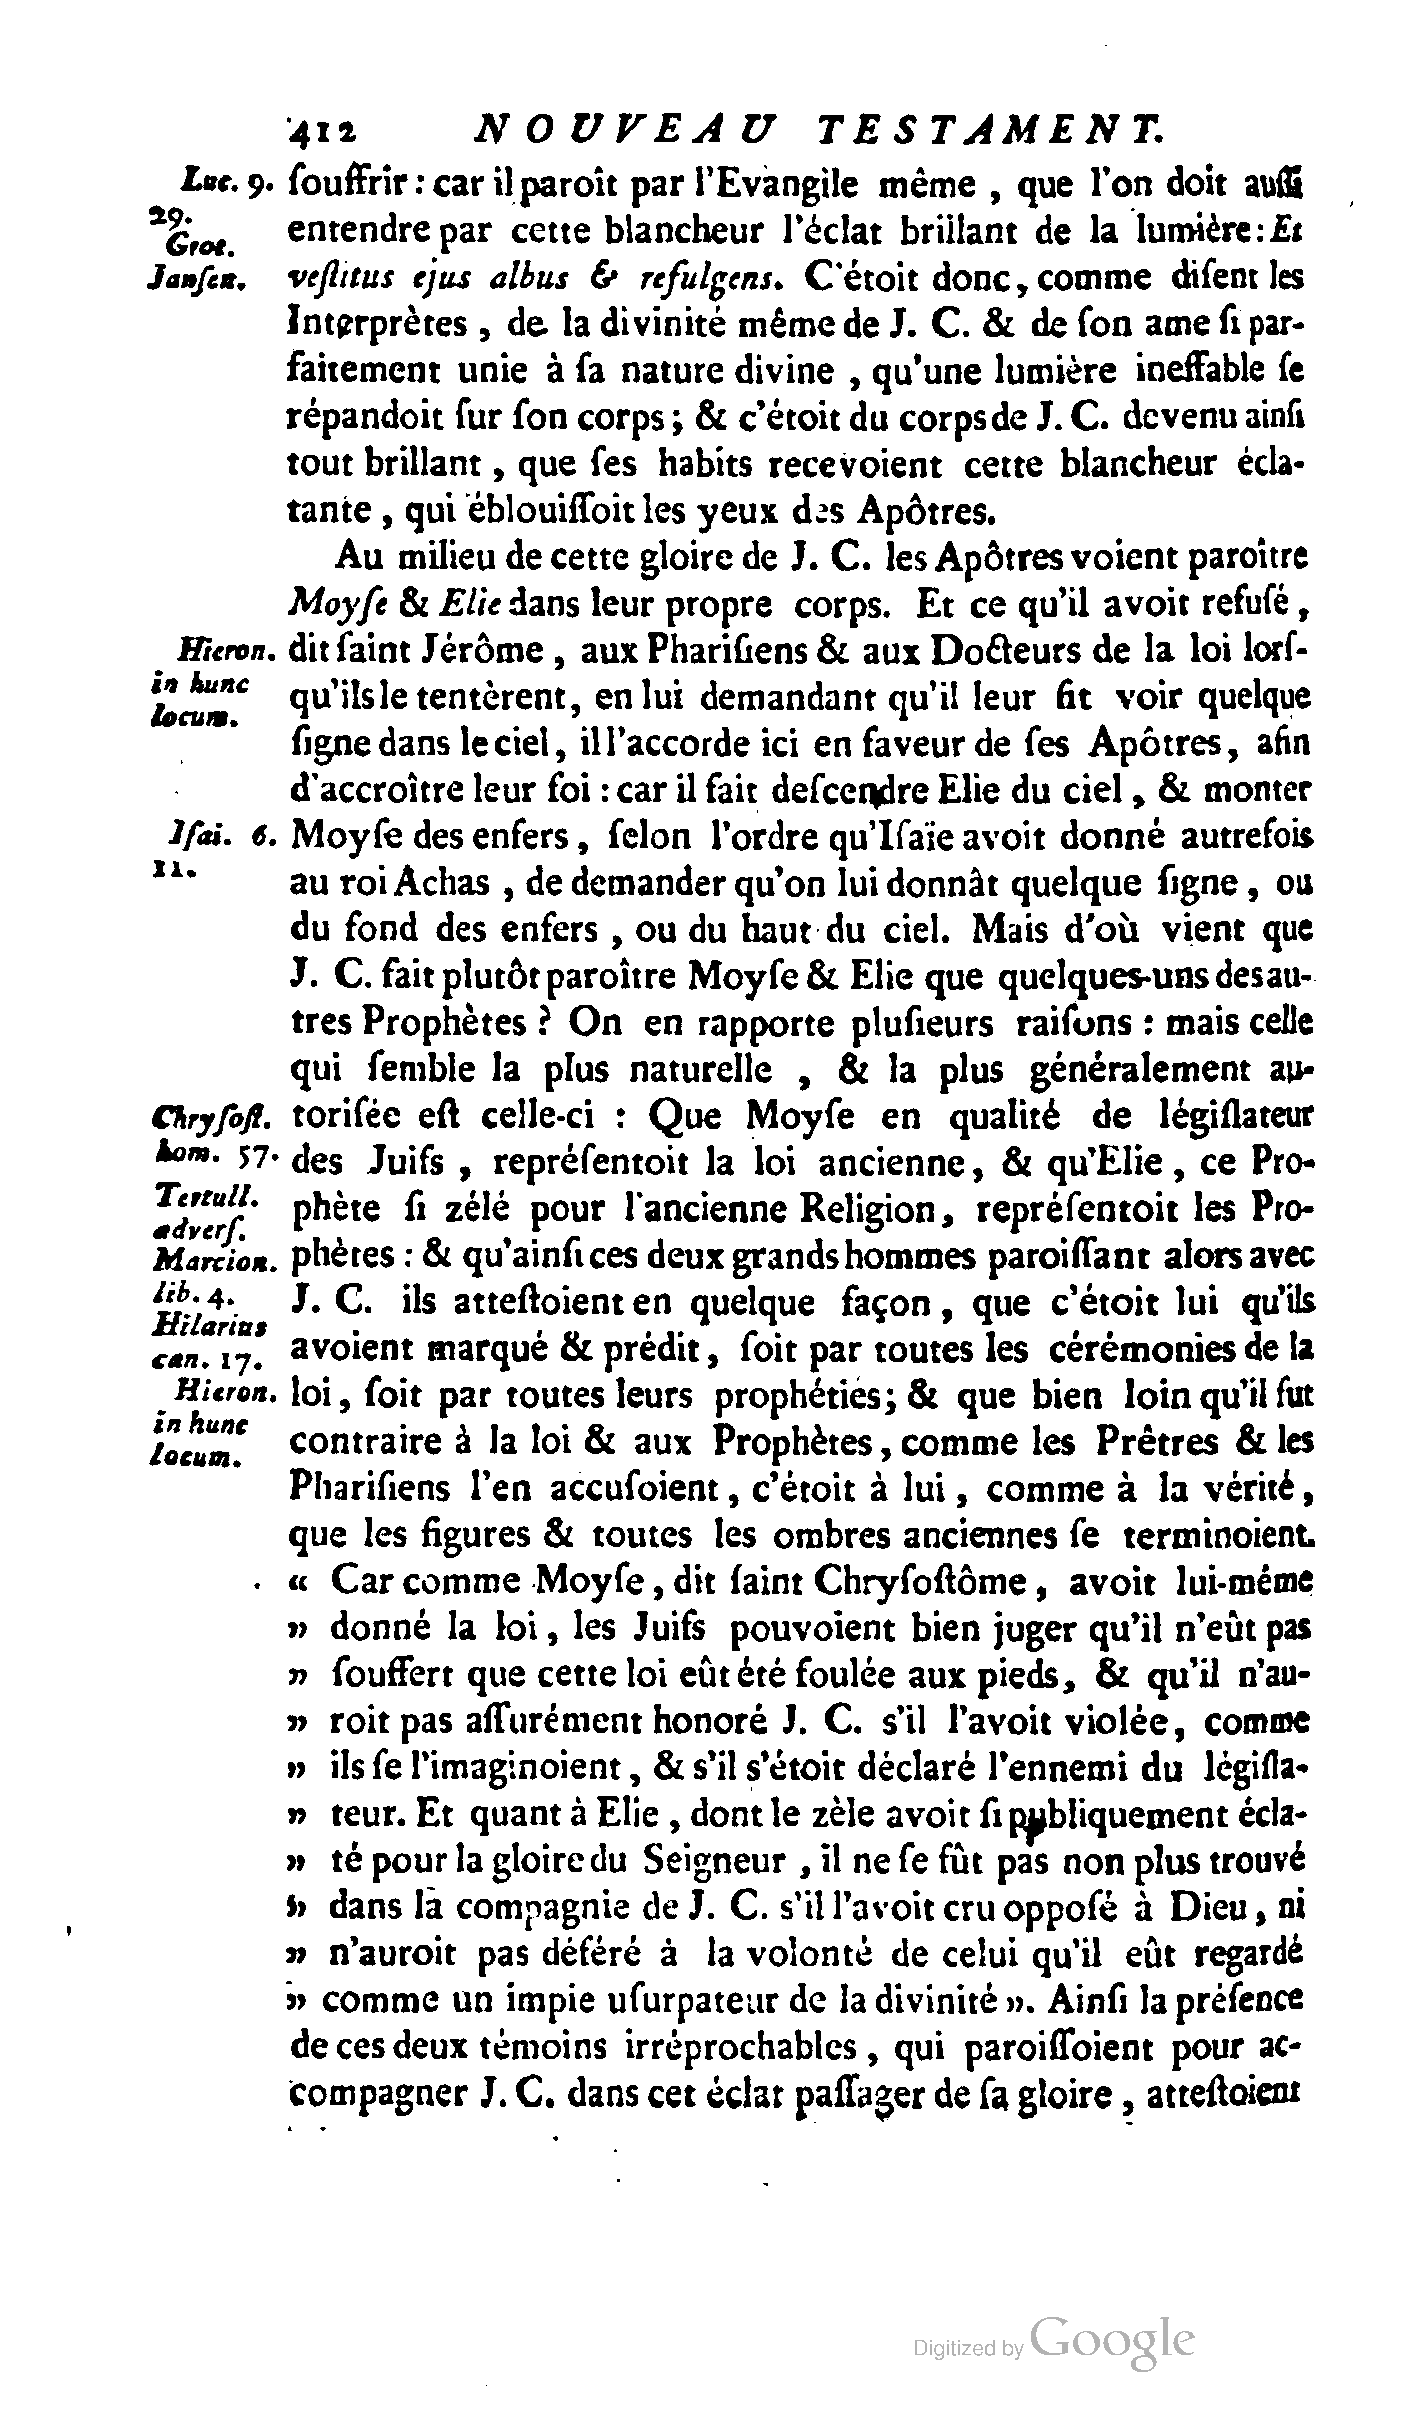 412 NOUVEAU TESTAMENT.
Luc. 9. ſouffrir : car il paroît par l'Evangile même , que l'on doit auſſi
29.
Grot. entendre par cette blancheur l'éclat brillant de la lumière : Et
Janſen. veſtitus ejus albus & refulgens. C'étoit donc, comme diſent les
Interprètes , de la divinité même de J. C. & de ſon ame ſi par-
faitement unie à ſa nature divine , qu'une lumière ineffable ſe
répandoit ſur ſon corps ; & c'étoit du corps de J. C. devenu ainſi
tout brillant , que ſes habits recevoient cette blancheur écla-
tante , qui éblouiſſoit les yeux des Apôtres.
Au milieu de cette gloire de J. C. les Apôtres voient paroître
Moyſe & Elie dans leur propre corps. Et ce qu'il avoit refuſé ,
Hieron. dit ſaint Jérôme , aux Phariſiens & aux Docteurs de la loi lorſ-
in hunc
locum. qu'ils le tentèrent, en lui demandant qu'il leur fit voir quelque
ſigne dans le ciel, il l'accorde ici en faveur de ſes Apôtres, afin
d'accroître leur foi : car il fait deſcendre Elie du ciel , & monter
Iſai. 6. Moyſe des enfers , ſelon l'ordre qu'Iſaïe avoit donné autrefois
11. au roi Achas , de demander qu'on lui donnât quelque ſigne , ou
du fond des enfers , ou du haut du ciel. Mais d'où vient que
J. C. fait plutôt paroître Moyſe & Elie que quelques-uns des au-
tres Prophètes ? On en rapporte pluſieurs raiſons : mais celle
qui ſemble la plus naturelle , & la plus généralement au-
Chryſoſt. toriſée eſt celle-ci : Que Moyſe en qualité de légiſlateur
hom. 57. des Juifs , repréſentoit la loi ancienne, & qu'Elie , ce Pro-
Tertull.
adverſ. phète ſi zélé pour l'ancienne Religion, repréſentoit les Pro-
Marcion. phètes : & qu'ainſi ces deux grands hommes paroiſſant alors avec
lib. 4. J. C. ils atteſtoient en quelque façon , que c'étoit lui qu'ils
Hilarius
can. 17. avoient marqué & prédit, ſoit par toutes les cérémonies de la
Hieron. loi, ſoit par toutes leurs prophéties; & que bien loin qu'il fut
in hunc
locum. contraire à la loi & aux Prophètes, comme les Prêtres & les
Phariſiens l'en accuſoient, c'étoit à lui, comme à la vérité,
que les figures & toutes les ombres anciennes ſe terminoient.
“ Car comme Moyſe, dit ſaint Chryſoſtôme, avoit lui-même
” donné la loi, les Juifs pouvoient bien juger qu'il n'eût pas
” ſouffert que cette loi eût été foulée aux pieds, & qu'il n'au-
” roit pas aſſurément honoré J. C. s'il l'avoit violée, comme
” ils ſe l'imaginoient, & s'il s'étoit déclaré l'ennemi du légiſla-
” teur. Et quant à Elie , dont le zèle avoit ſi publiquement écla-
” té pour la gloire du Seigneur , il ne ſe fût pas non plus trouvé
” dans la compagnie de J. C. s'il l'avoit cru oppoſé à Dieu, ni
” n'auroit pas déféré à la volonté de celui qu'il eût regardé
” comme un impie uſurpateur de la divinité ”. Ainſi la préſence
de ces deux témoins irréprochables , qui paroiſſoient pour ac-
compagner J. C. dans cet éclat paſſager de ſa gloire , atteſtoient
Digitized by Google